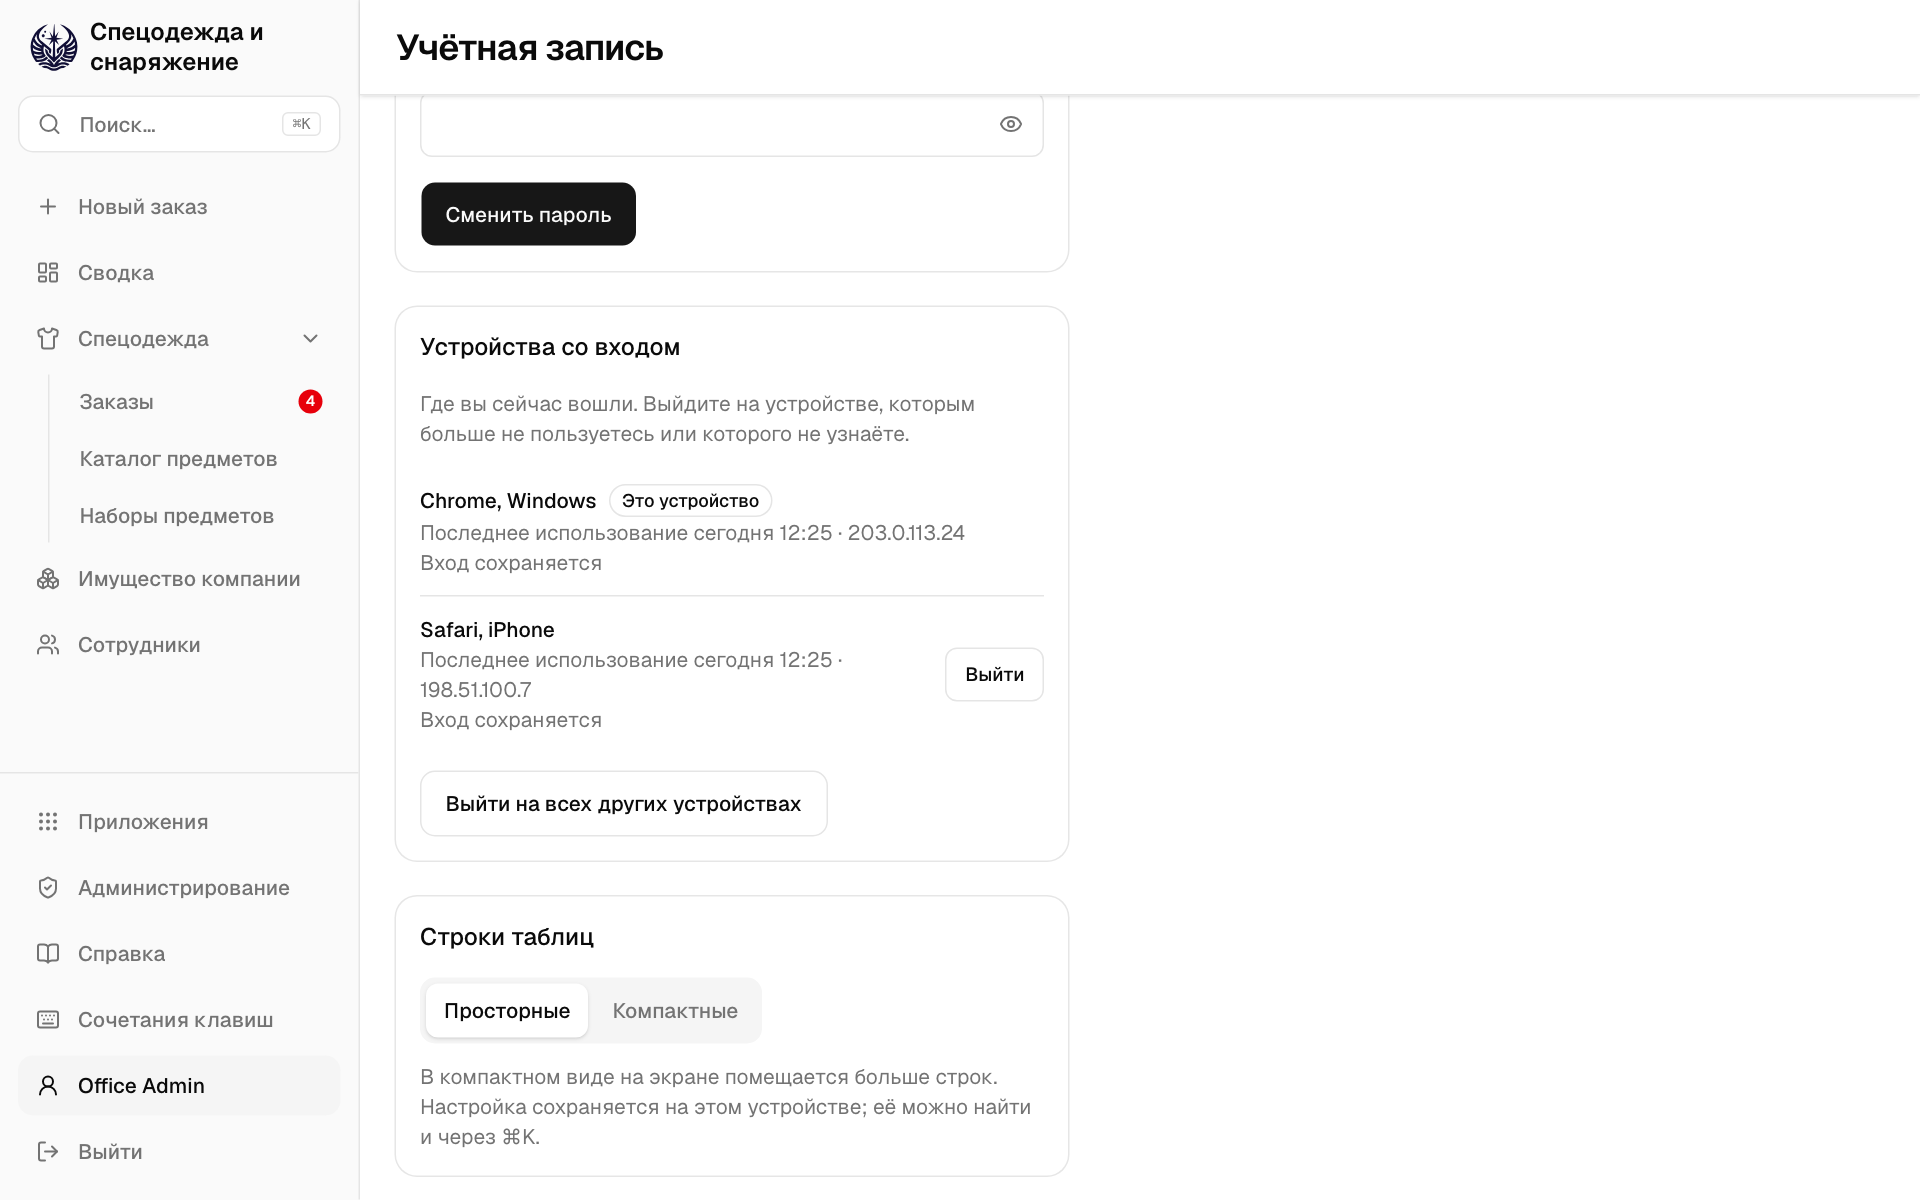 Спецодежда и
снаряжение
Поиск...
⌘K
Новый заказ
Сводка
Спецодежда
Заказы
4
Каталог предметов
Наборы предметов
Имущество компании
Сотрудники
Приложения
Администрирование
Справка
Сочетания клавиш
Office Admin
Выйти
Учётная запись
Сменить пароль
Устройства со входом
Где вы сейчас вошли. Выйдите на устройстве, которым
больше не пользуетесь или которого не узнаёте.
Chrome, Windows
Это устройство
Последнее использование сегодня 12:25 · 203.0.113.24
Вход сохраняется
Safari, iPhone
Последнее использование сегодня 12:25 ·
198.51.100.7
Вход сохраняется
Выйти
Выйти на всех других устройствах
Строки таблиц
Просторные
Компактные
В компактном виде на экране помещается больше строк.
Настройка сохраняется на этом устройстве; её можно найти
и через ⌘K.